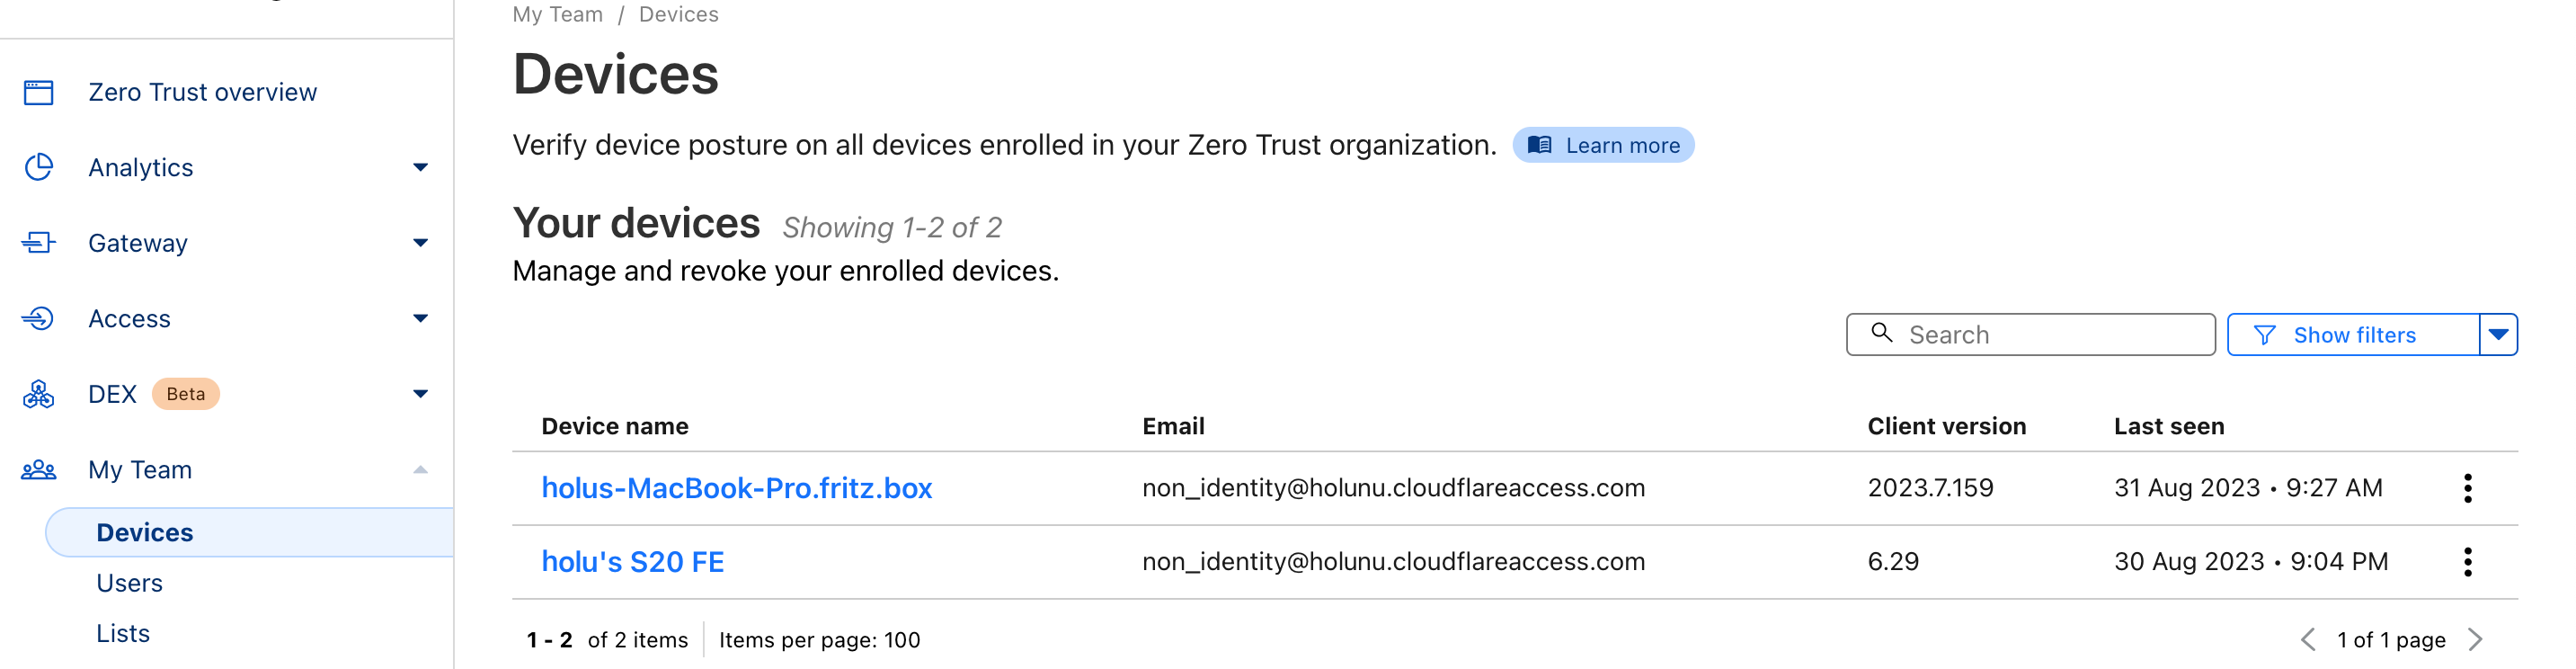 My Team / Devices
Devices
Verify device posture on all devices enrolled in your Zero Trust organization. Learn more
Your devices Showing 1-2 of 2
Manage and revoke your enrolled devices.
Zero Trust overview
Analytics
Gateway
Access
DEX Beta
My Team
Devices
Users
Lists
Search Show filters
Device name Email Client version Last seen
holus-MacBook-Pro.fritz.box non_identity@holunu.cloudflareaccess.com 2023.7.159 31 Aug 2023 • 9:27 AM
holu's S20 FE non_identity@holunu.cloudflareaccess.com 6.29 30 Aug 2023 • 9:04 PM
1 - 2 of 2 items Items per page: 100 1 of 1 page